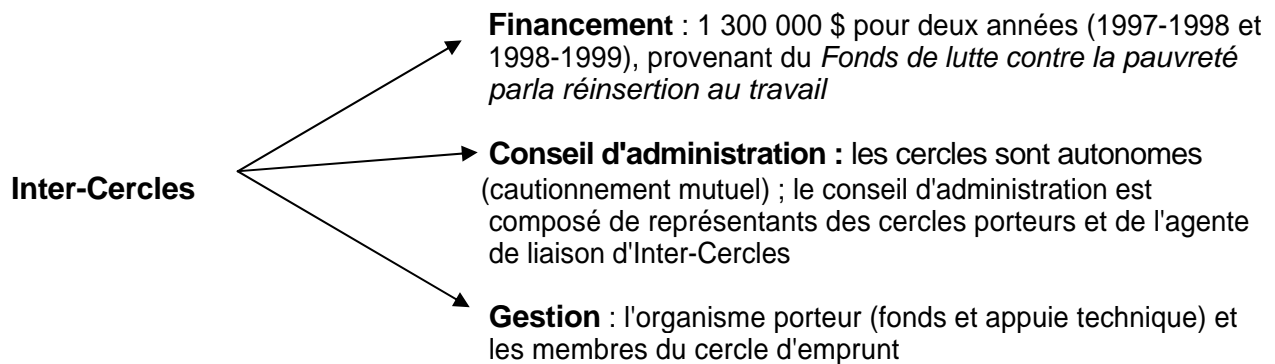 Financement : 1 300 000 $ pour deux années (1997-1998 et
1998-1999), provenant du Fonds de lutte contre la pauvreté
parla réinsertion au travail
Conseil d'administration : les cercles sont autonomes
(cautionnement mutuel) ; le conseil d'administration est
composé de représentants des cercles porteurs et de l'agente
de liaison d'Inter-Cercles
Inter-Cercles
Gestion : l'organisme porteur (fonds et appuie technique) et
les membres du cercle d'emprunt